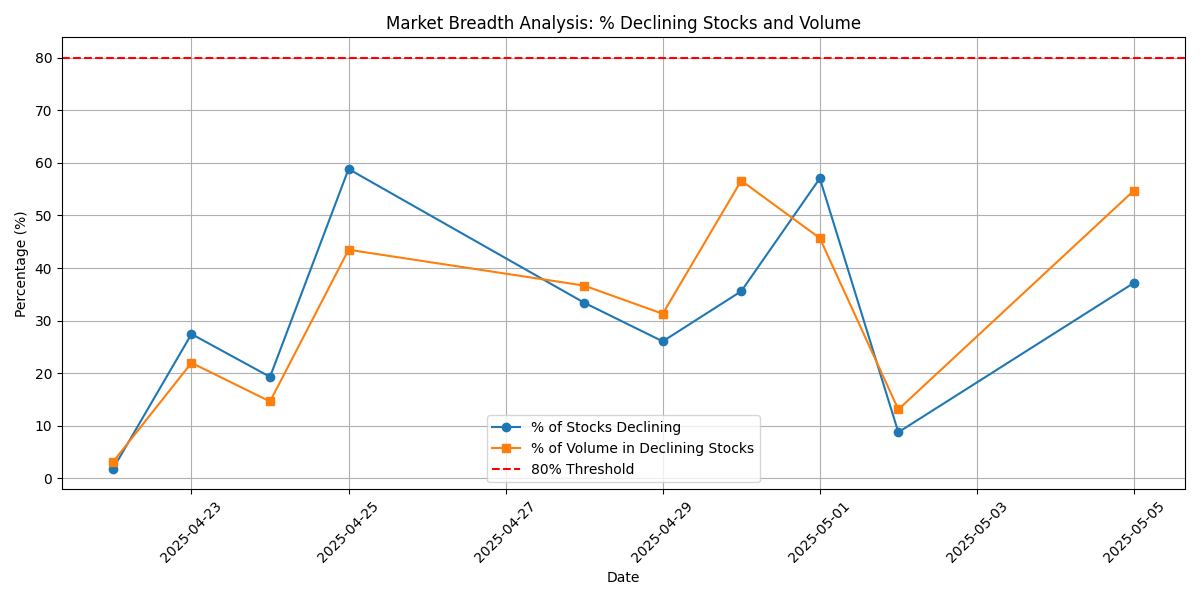 Market Breadth Analysis: % Declining Stocks and Volume
Percentage (%)
80
70
60
50
40
30
20
10
0
% of Stocks Declining
% of Volume in Declining Stocks
80% Threshold
2025-04-23
2025-04-25
2025-04-27
2025-04-29
2025-05-01
2025-05-03
2025-05-05
Date